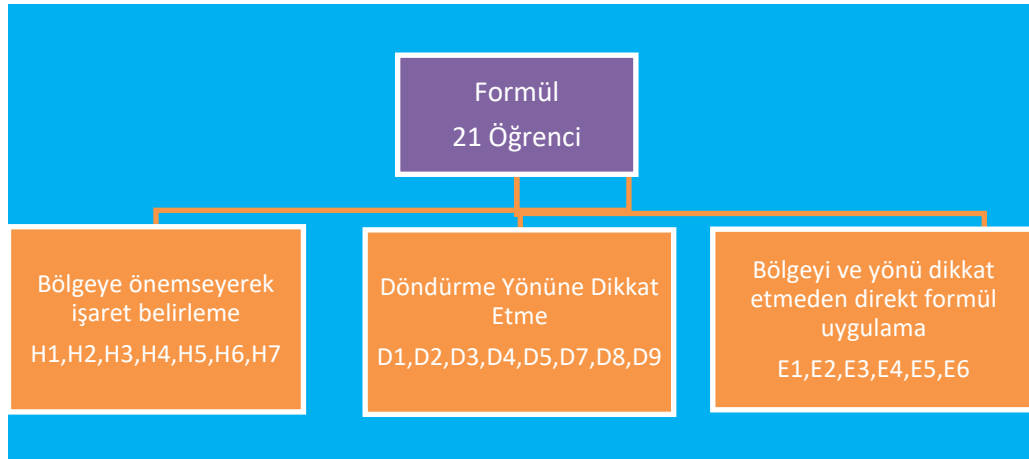 Formül
21 Öğrenci
Bölgeye önemseyerek
işaret belirleme
H1,H2,H3,H4,H5,H6,H7
Döndürme Yönüne Dikkat
Etme
D1,D2,D3,D4,D5,D7,D8,D9
Bölgeyi ve yönü dikkat
etmeden direkt formül
uygulama
E1,E2,E3,E4,E5,E6